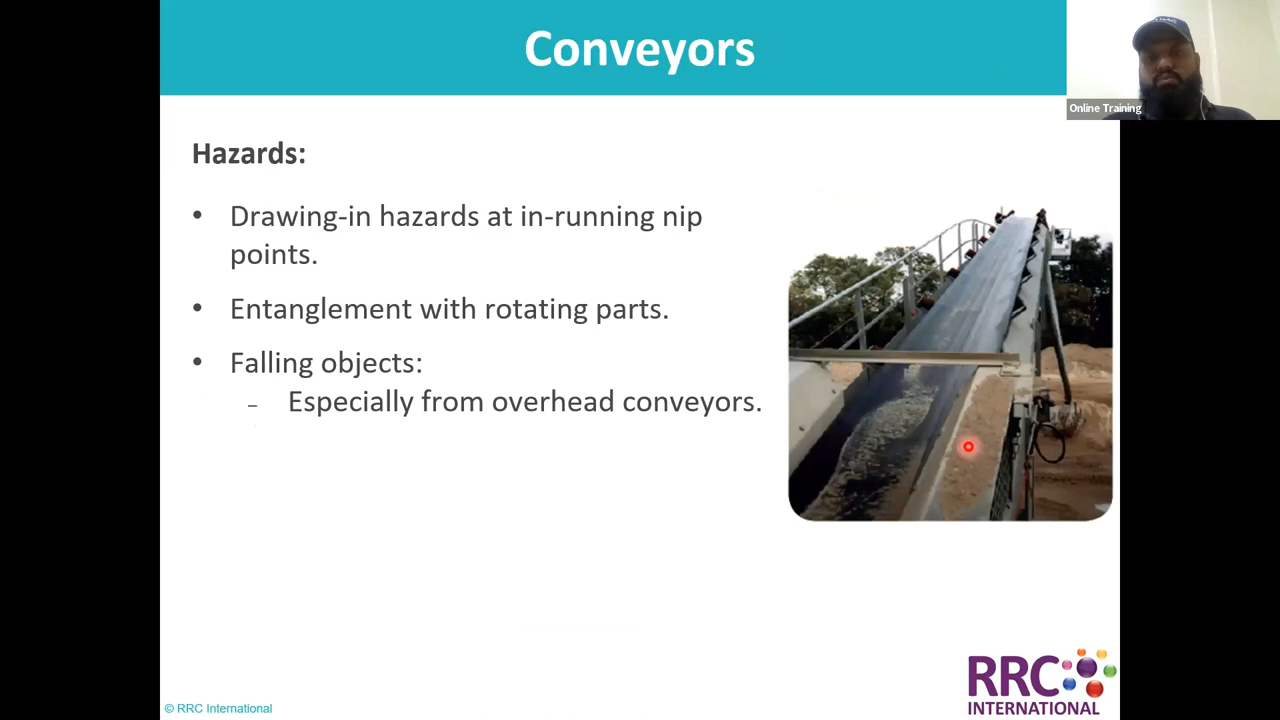 Conveyors
Online Training
Hazards:
• Drawing-in hazards at in-running nip
points.
• Entanglement with rotating parts.
• Falling objects:
– Especially from overhead conveyors.
RRC
INTERNATIONAL
© RRC International